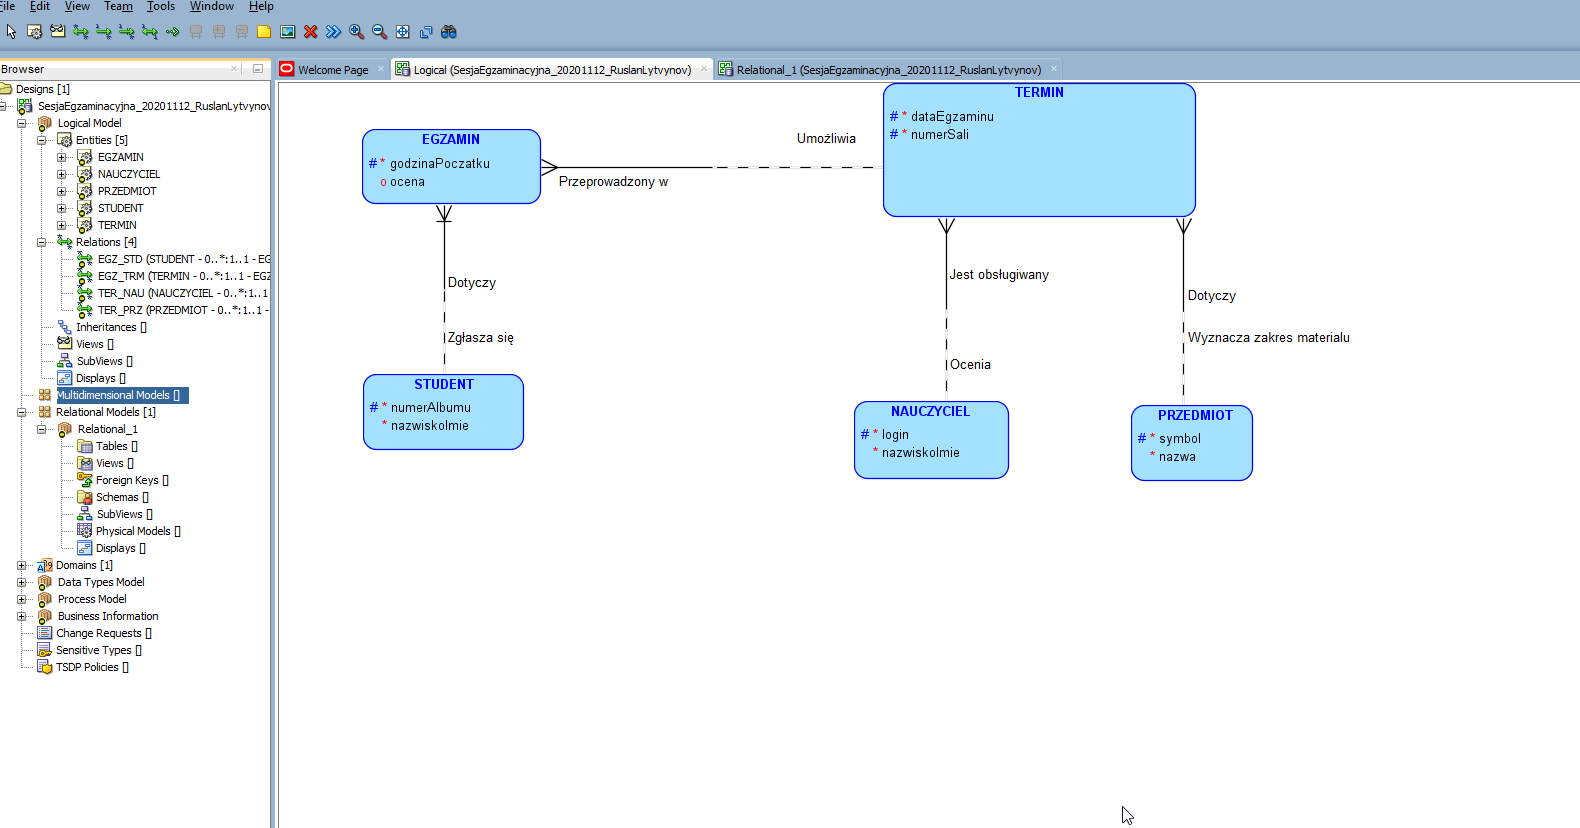 File Edit View Team Tools Window Help
Browser
Welcome Page
Logical (SesjaEgzaminacyjna_20201112_RuslanLytvynov)
Relational_1 (SesjaEgzaminacyjna_20201112_RuslanLytvynov)
Designs [1]
SesjaEgzaminacyjna_20201112_RuslanLytvynov
Logical Model
Entities [5]
EGZAMIN
NAUCZYCIEL
PRZEDMIOT
STUDENT
TERMIN
Relations [4]
EGZ_STD (STUDENT - 0..*:1..1 - EGZ
EGZ_TRM (TERMIN - 0..*:1..1 - EGZ
TER_NAU (NAUCZYCIEL - 0..*:1..1
TER_PRZ (PRZEDMIOT - 0..*:1..1 -
Inheritances []
Views []
SubViews []
Displays []
Multidimensional Models []
Relational Models [1]
Relational_1
Tables []
Views []
Foreign Keys []
Schemas []
SubViews []
Physical Models []
Displays []
Domains [1]
Data Types Model
Process Model
Business Information
Change Requests []
Sensitive Types []
TSDP Policies []
TERMIN
# * dataEgzaminu
# * numerSali
EGZAMIN
# * godzinaPoczatku
o ocena
Umożliwia
Przeprowadzony w
Dotyczy
Zgłasza się
Jest obsługiwany
Ocenia
Dotyczy
Wyznacza zakres materialu
STUDENT
# * numerAlbumu
* nazwiskoImie
NAUCZYCIEL
# * login
* nazwiskoImie
PRZEDMIOT
# * symbol
* nazwa